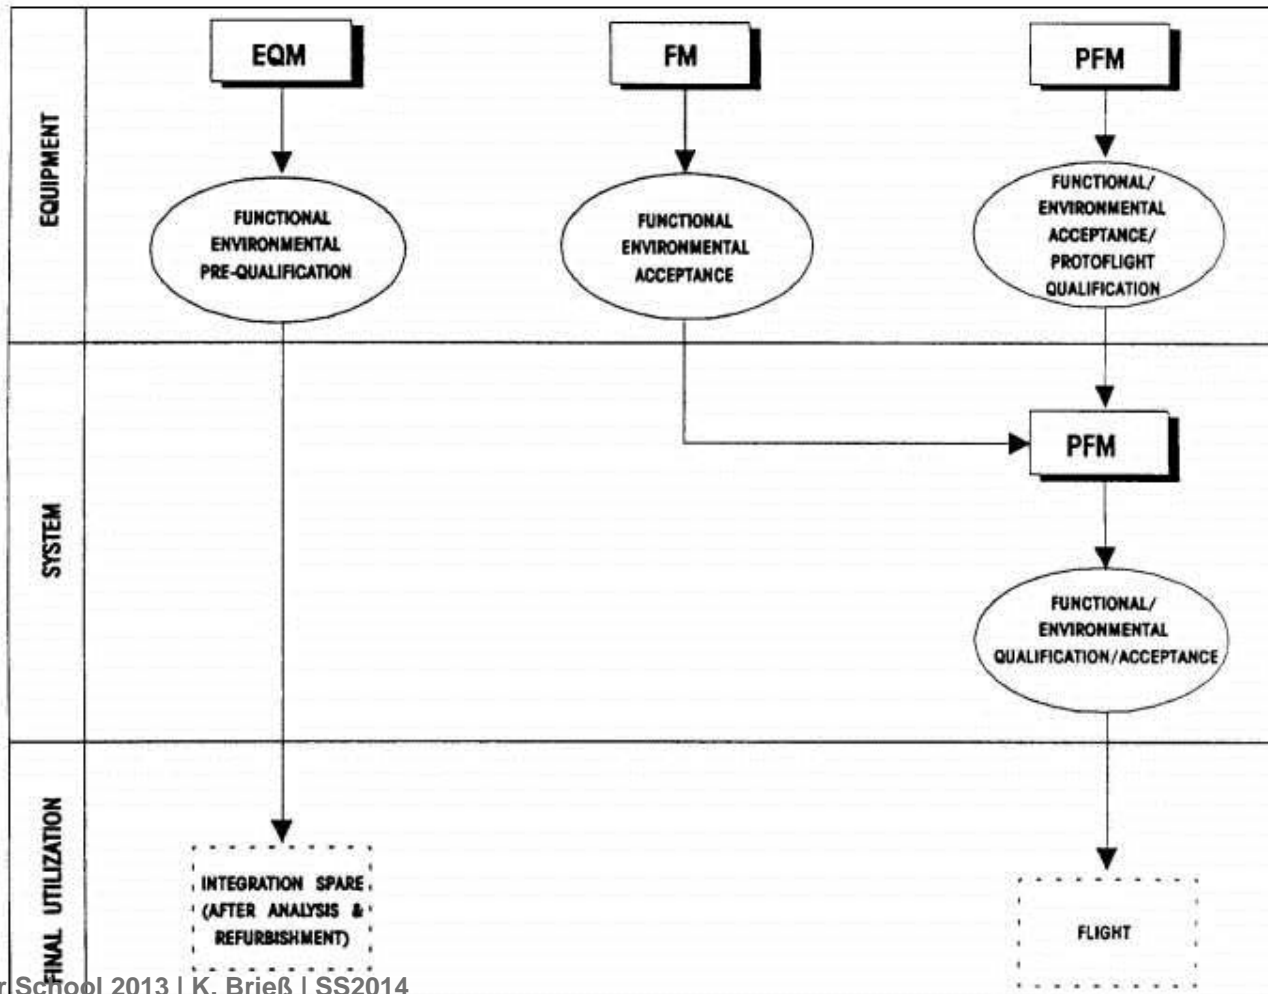 EQUIPMENT
EQM
FM
PFM
FUNCTIONAL
ENVIRONMENTAL
PRE-QUALIFICATION
FUNCTIONAL
ENVIRONMENTAL
ACCEPTANCE
FUNCTIONAL/
ENVIRONMENTAL
ACCEPTANCE/
PROTOFLIGHT
QUALIFICATION
SYSTEM
PFM
FUNCTIONAL/
ENVIRONMENTAL
QUALIFICATION/ACCEPTANCE
FINAL UTILIZATION
INTEGRATION SPARE
(AFTER ANALYSIS &
REFURBISHMENT)
FLIGHT
r School 2013 | K. Brieß | SS2014